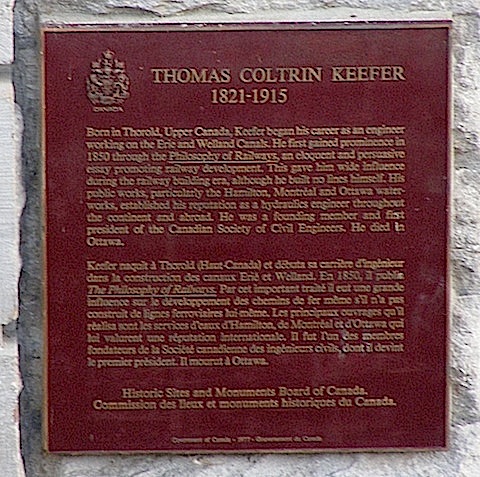 CANADA
THOMAS COLTRIN KEEFER
1821-1915
Born in Thorold, Upper Canada, Keefer began his career as an engineer
working on the Erie and Welland Canals. He first gained prominence in
1850 through the Philosophy of Railways, an eloquent and persuasive
essay promoting railway development. This gave him wide influence
during the railway building era, although he built no lines himself. His
public works, particularly the Hamilton, Montréal and Ottawa water-
works, established his reputation as a hydraulics engineer throughout
the continent and abroad. He was a founding member and first
president of the Canadian Society of Civil Engineers. He died in
Ottawa.
Keefer naquit à Thorold (Haut-Canada) et débuta sa carrière d'ingénieur
dans la construction des canaux Erié et Welland. En 1850, il publia
The Philosophy of Railways. Par cet important traité il eut une grande
influence sur le développement des chemins de fer même s'il n'a pas
construit de lignes ferroviaires lui-même. Les principaux ouvrages qu'il
réalisa sont les services d'eaux d'Hamilton, de Montréal et d'Ottawa qui
lui valurent une réputation internationale. Il fut l'un des membres
fondateurs de la Société canadienne des ingénieurs civils, dont il devint
le premier président. Il mourut à Ottawa.
Historic Sites and Monuments Board of Canada.
Commission des lieux et monuments historiques du Canada.
Government of Canada - 1977 - Gouvernement du Canada